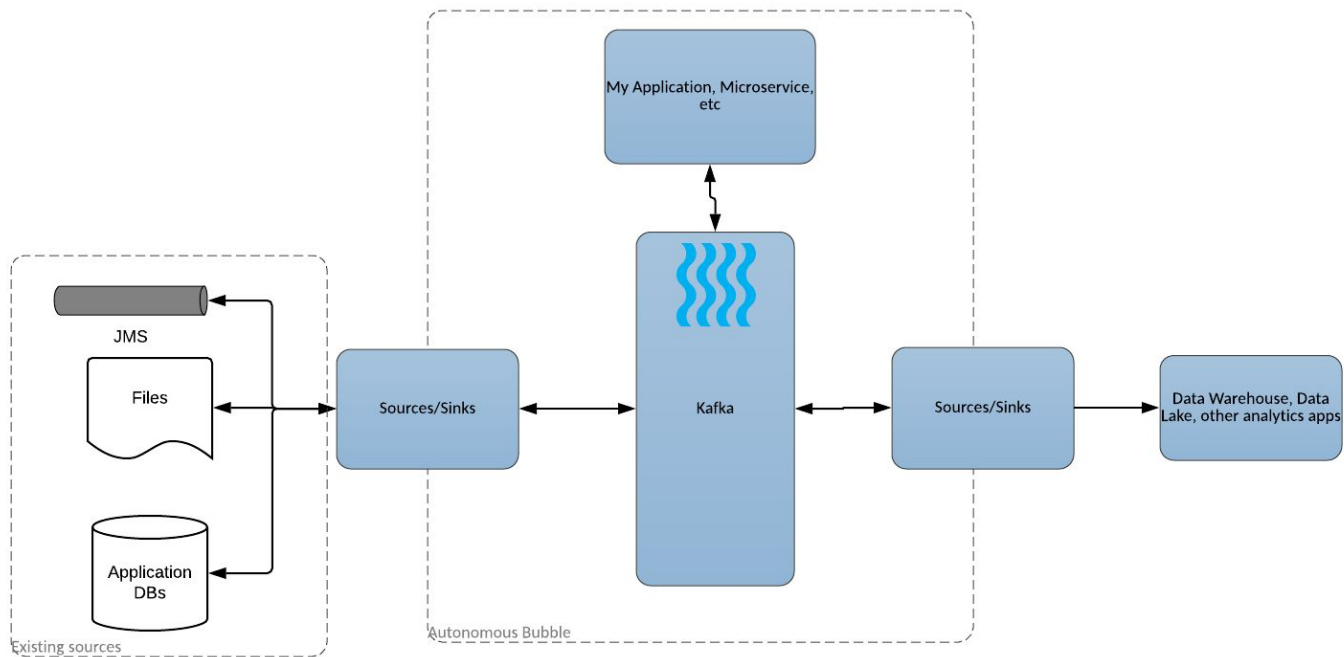 My Application, Microservice,
etc
JMS
Files
Sources/Sinks
Kafka
Sources/Sinks
Data Warehouse, Data
Lake, other analytics apps
Application
DBs
Existing sources
Autonomous Bubble